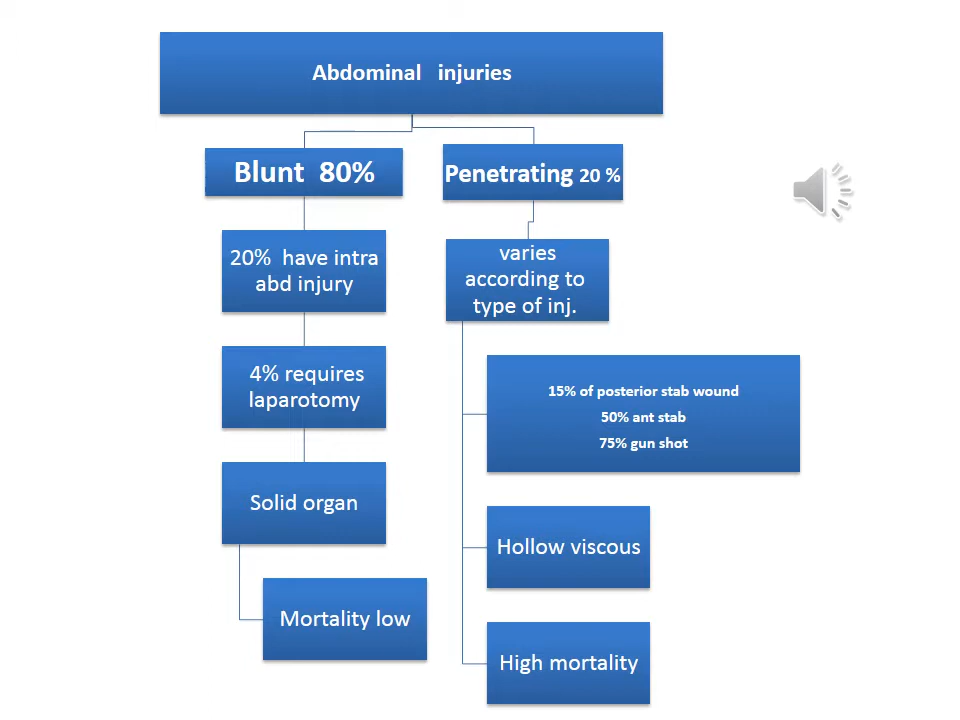 Abdominal injuries
Blunt 80%
Penetrating 20 %
20% have intra
abd injury
varies
according to
type of inj.
4% requires
laparotomy
15% of posterior stab wound
50% ant stab
75% gun shot
Solid organ
Hollow viscous
Mortality low
High mortality